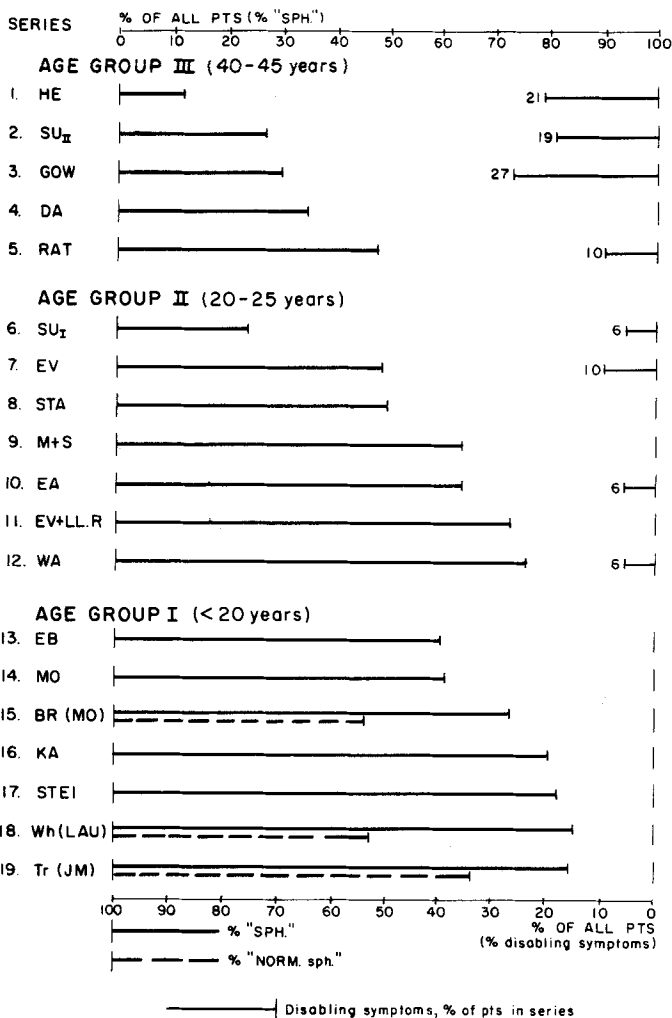 SERIES % OF ALL PTS (% "SPH.")
0 10 20 30 40 50 60 70 80 90 100
AGE GROUP III (40-45 years)
1. HE 21
2. SUII 19
3. GOW 27
4. DA
5. RAT 10
AGE GROUP II (20-25 years)
6. SUI 6
7. EV 10
8. STA
9. M+S
10. EA 6
11. EV+LL.R
12. WA 6
AGE GROUP I (<20 years)
13. EB
14. MO
15. BR (MO)
16. KA
17. STEI
18. Wh(LAU)
19. Tr (JM)
100 90 80 70 60 50 40 30 20 10 0
% "SPH." % OF ALL PTS
(% disabling symptoms)
% "NORM. sph."
Disabling symptoms, % of pts in series